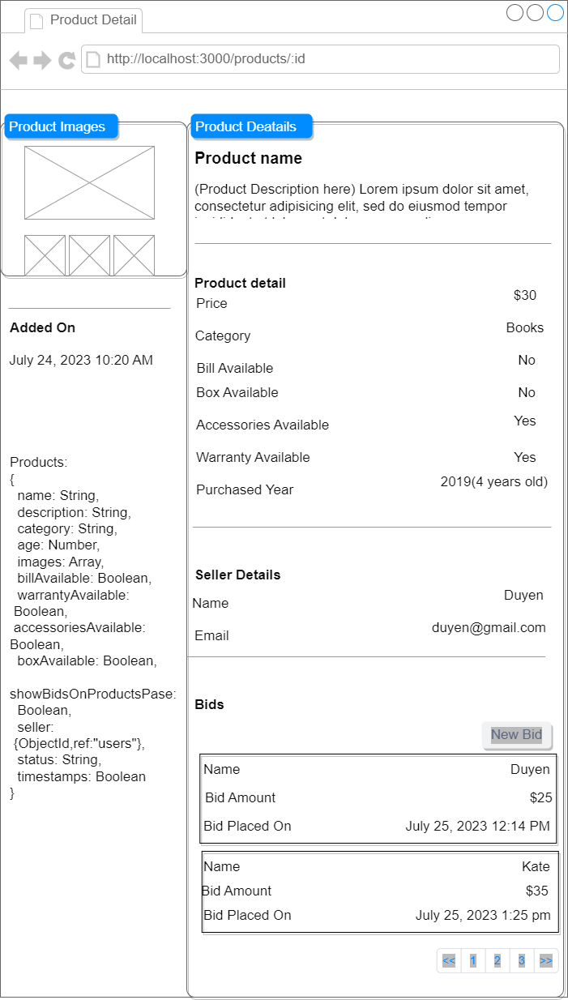 Product Detail
http://localhost:3000/products/:id
Product Images
Added On
July 24, 2023 10:20 AM
Products:
{
name: String,
description: String,
category: String,
age: Number,
images: Array,
billAvailable: Boolean,
warrantyAvailable:
Boolean,
accessoriesAvailable:
Boolean,
boxAvailable: Boolean,
showBidsOnProductsPase:
Boolean,
seller:
{ObjectId,ref:"users"},
status: String,
timestamps: Boolean
}
Product Deatails
Product name
(Product Description here) Lorem ipsum dolor sit amet,
consectetur adipisicing elit, sed do eiusmod tempor
Product detail
Price $30
Category Books
Bill Available No
Box Available No
Accessories Available Yes
Warranty Available Yes
Purchased Year 2019(4 years old)
Seller Details
Name Duyen
Email duyen@gmail.com
Bids
New Bid
Name Duyen
Bid Amount $25
Bid Placed On July 25, 2023 12:14 PM
Name Kate
Bid Amount $35
Bid Placed On July 25, 2023 1:25 pm
<< 1 2 3 >>